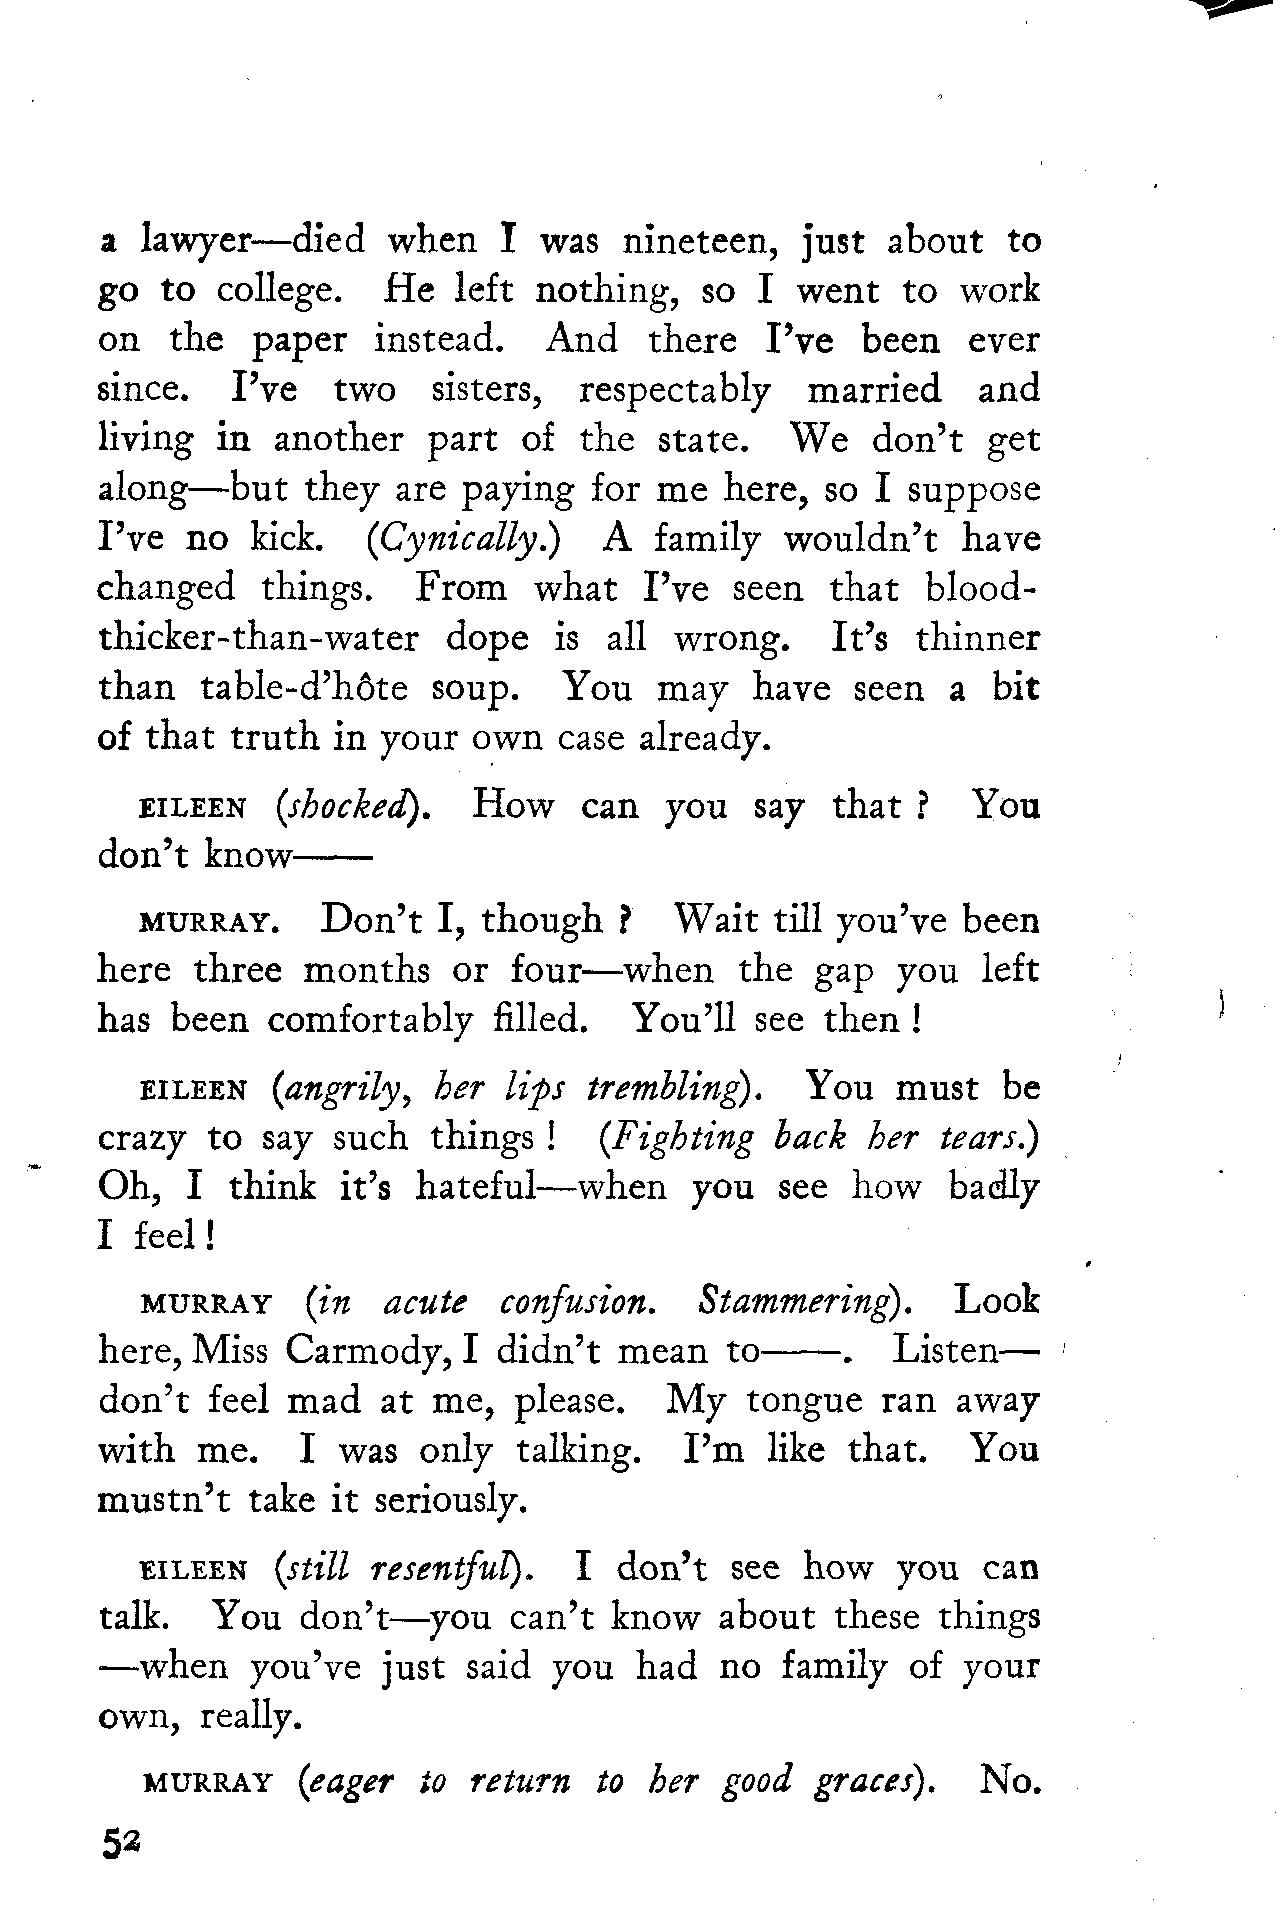 a lawyer—died when I was nineteen, just about to
go to college. He left nothing, so I went to work
on the paper instead. And there I've been ever
since. I've two sisters, respectably married and
living in another part of the state. We don't get
along—but they are paying for me here, so I suppose
I've no kick. (Cynically.) A family wouldn't have
changed things. From what I've seen that blood-
thicker-than-water dope is all wrong. It's thinner
than table-d'hôte soup. You may have seen a bit
of that truth in your own case already.
EILEEN (shocked). How can you say that ? You
don't know——
MURRAY. Don't I, though ? Wait till you've been
here three months or four—when the gap you left
has been comfortably filled. You'll see then !
EILEEN (angrily, her lips trembling). You must be
crazy to say such things ! (Fighting back her tears.)
Oh, I think it's hateful—when you see how badly
I feel !
MURRAY (in acute confusion. Stammering). Look
here, Miss Carmody, I didn't mean to——. Listen—
don't feel mad at me, please. My tongue ran away
with me. I was only talking. I'm like that. You
mustn't take it seriously.
EILEEN (still resentful). I don't see how you can
talk. You don't—you can't know about these things
—when you've just said you had no family of your
own, really.
MURRAY (eager to return to her good graces). No.
52